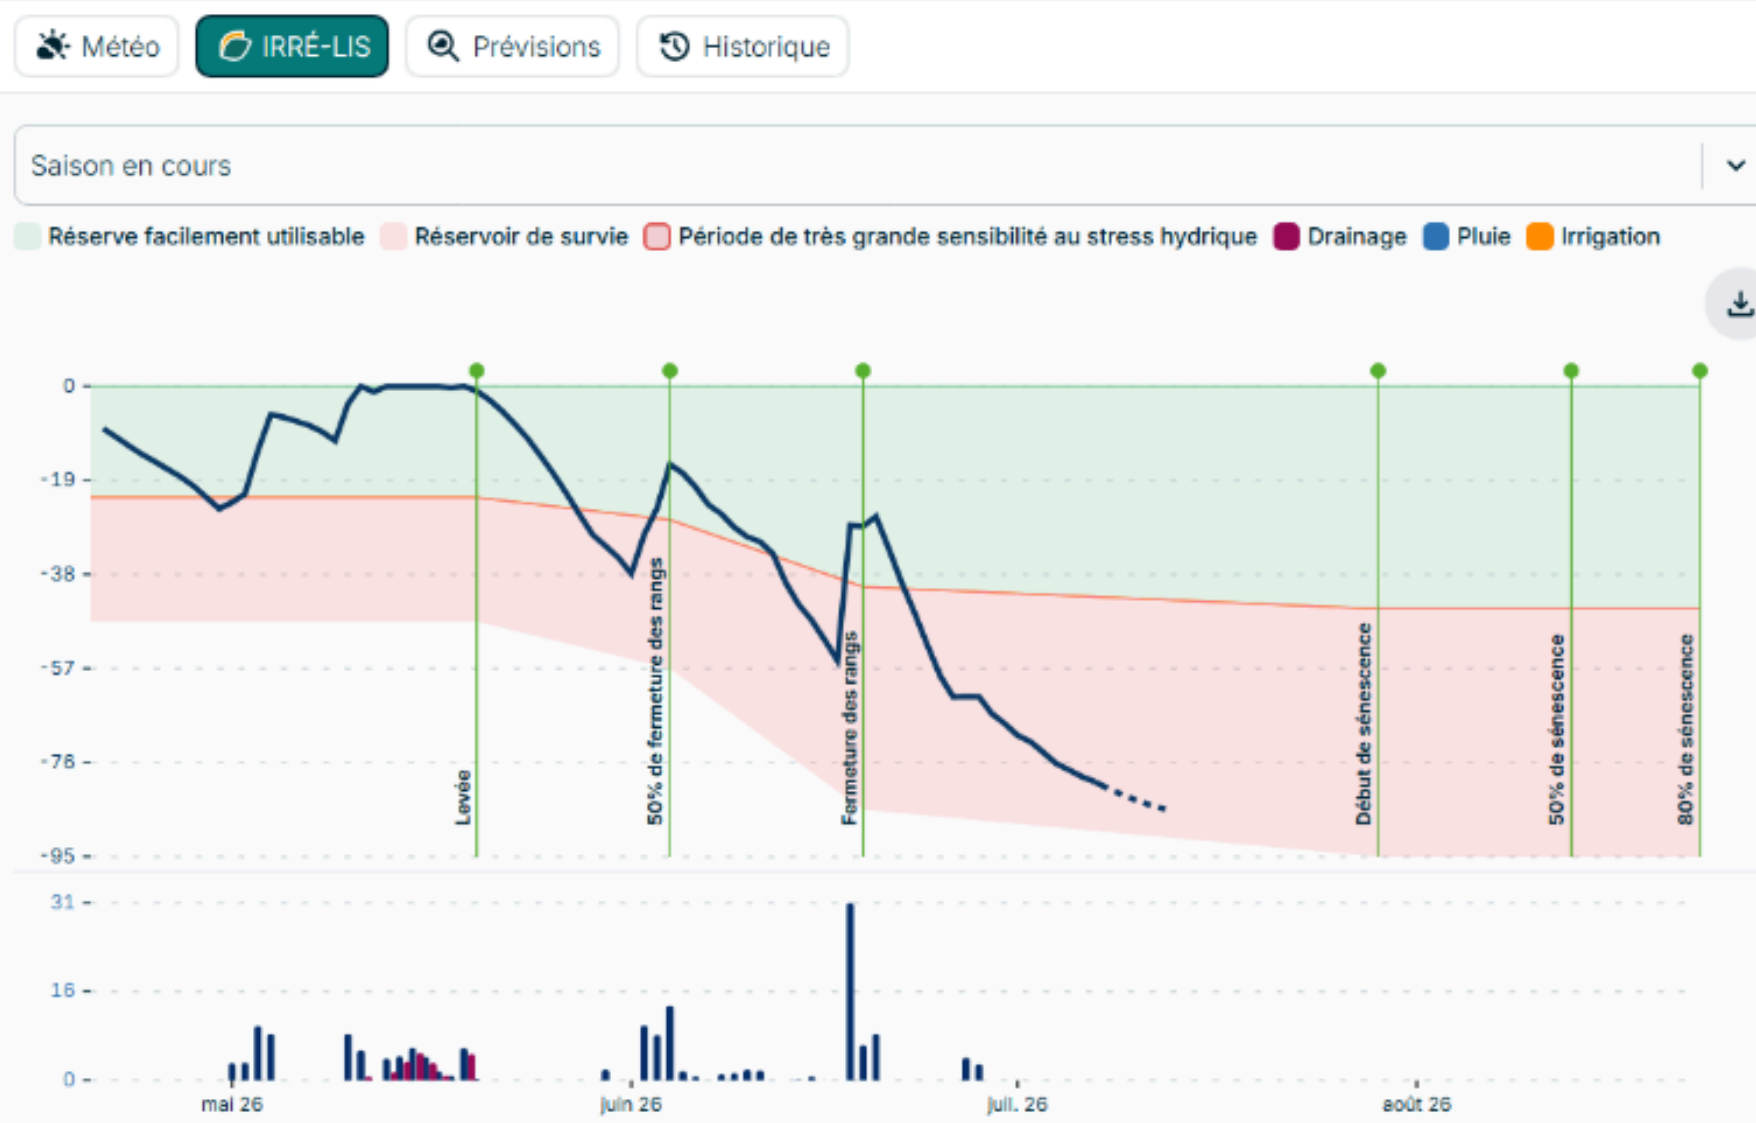 Météo IRRÉ-LIS Prévisions Historique
Saison en cours
Réserve facilement utilisable Réservoir de survie Période de très grande sensibilité au stress hydrique Drainage Pluie Irrigation
0
-19
-38
-57
-76
-95
Levée
50% de fermeture des rangs
Fermeture des rangs
Début de sénescence
50% de sénescence
80% de sénescence
31
16
0
mai 26 juin 26 juil. 26 août 26